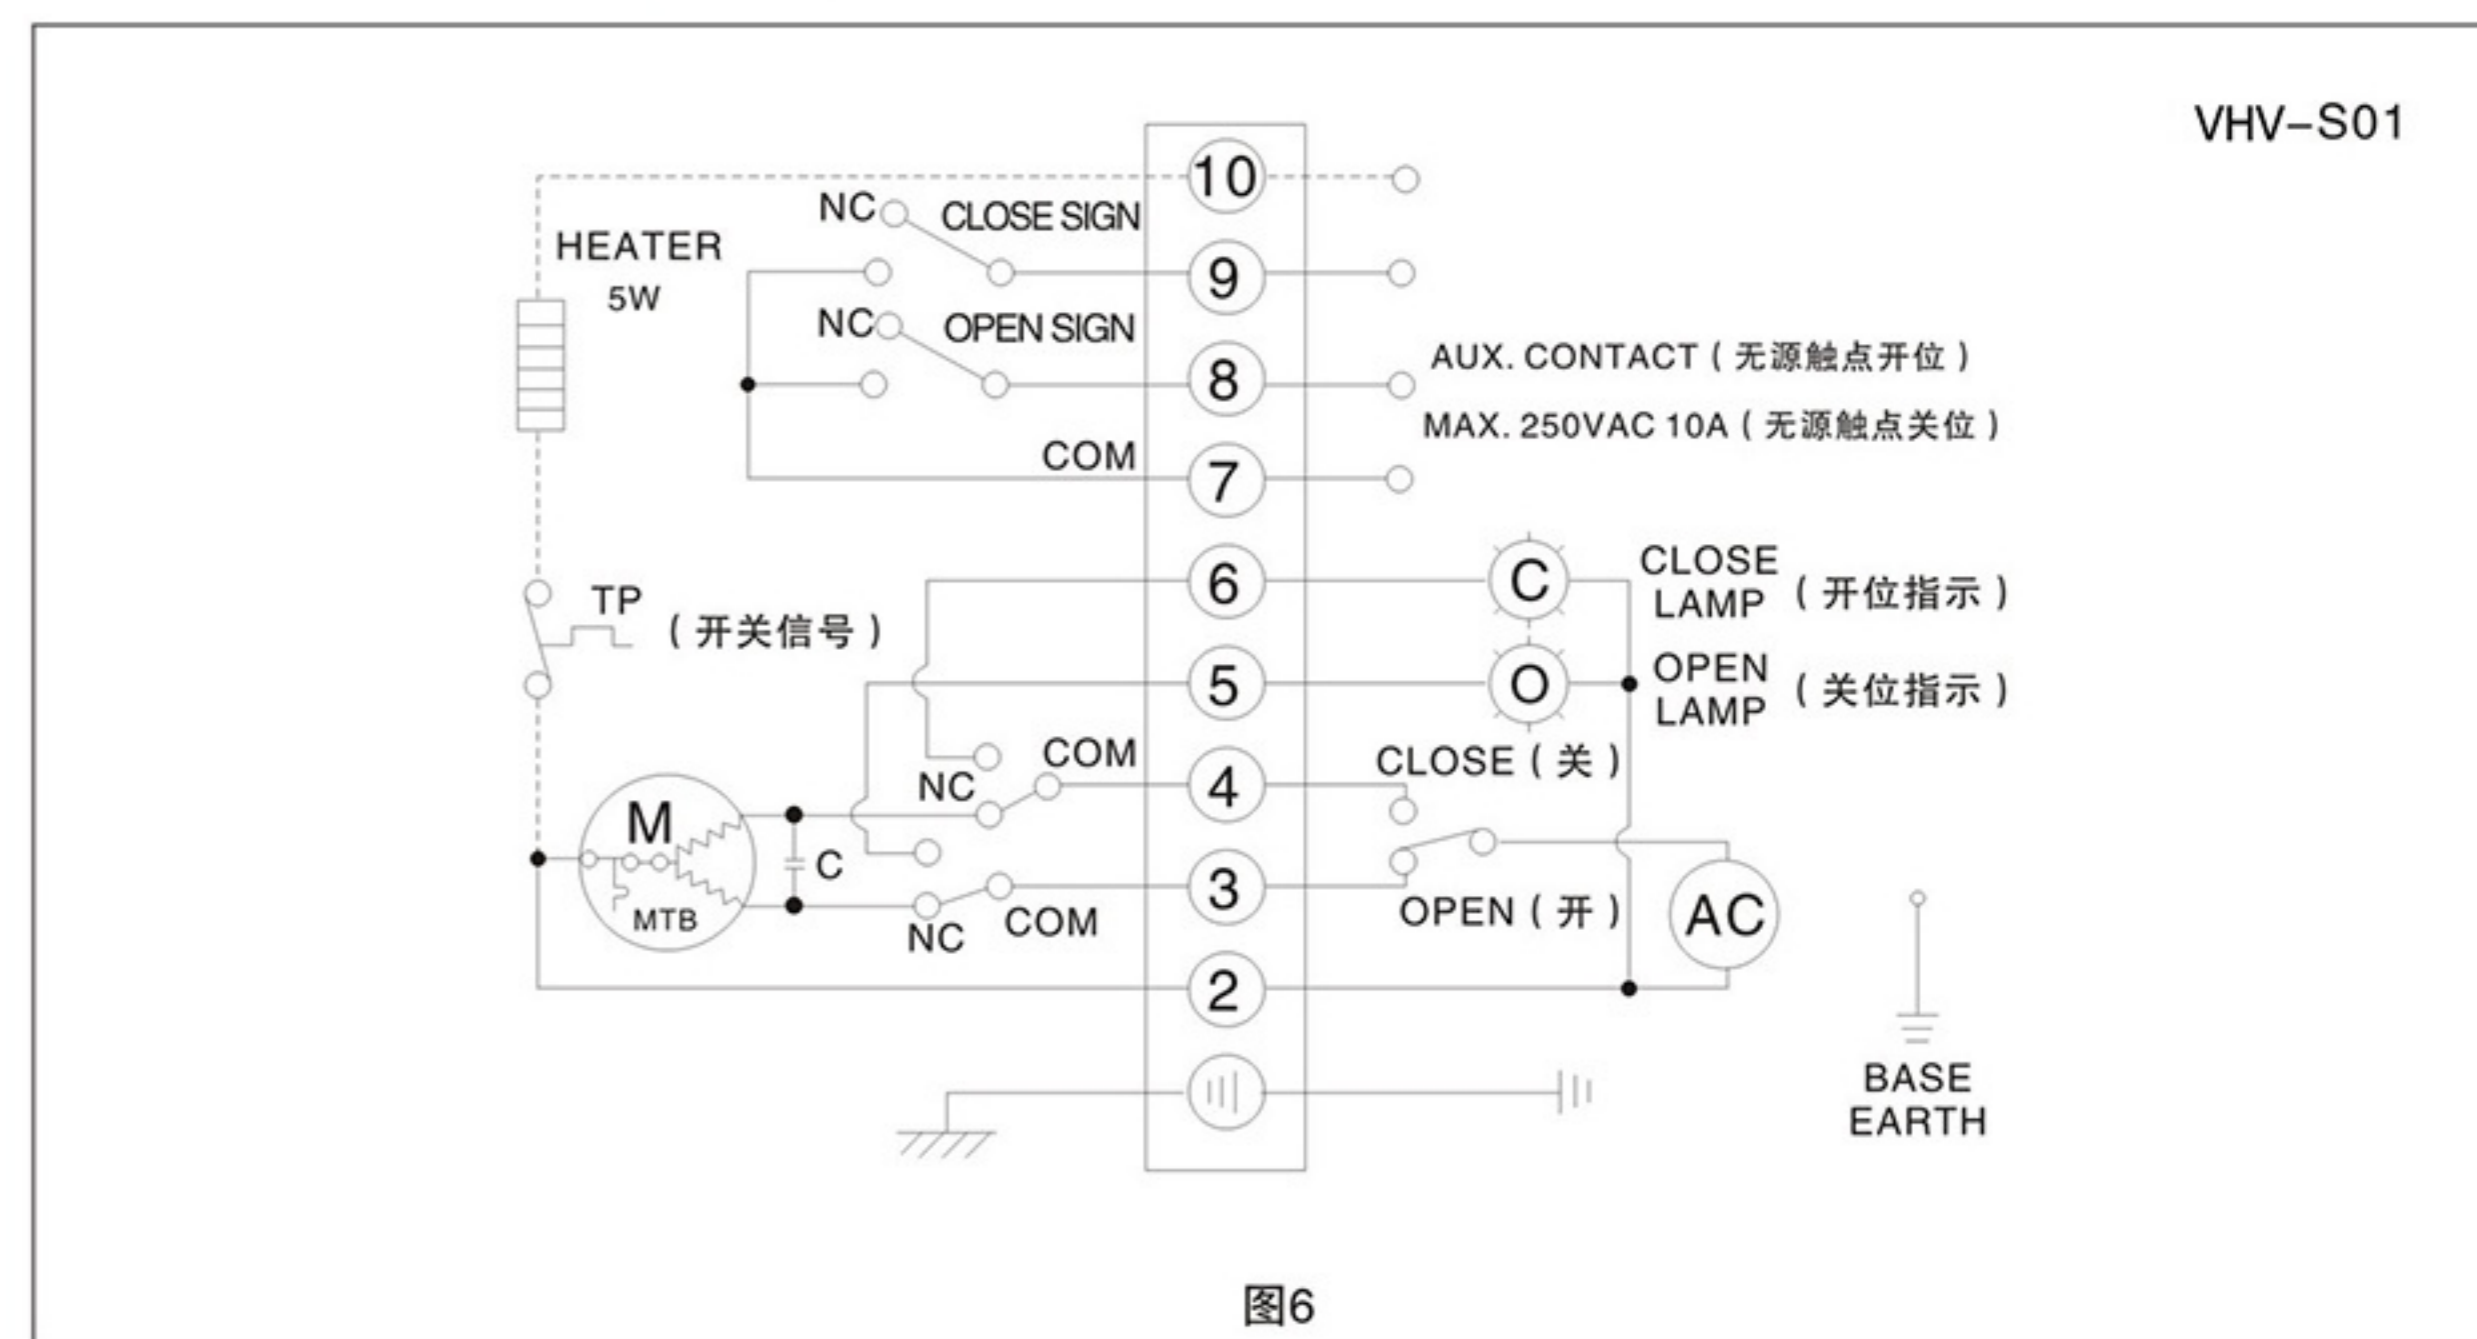 VHV-S01
10
NC CLOSE SIGN
HEATER
5W
9
NC OPEN SIGN
8
AUX. CONTACT（无源触点开位）
MAX. 250VAC 10A（无源触点关位）
COM
7
6
C
CLOSE
LAMP
（开位指示）
TP
（开关信号）
5
O
OPEN
LAMP
（关位指示）
COM
NC
4
CLOSE（关）
M
MTB
C
3
NC
COM
OPEN（开）
AC
2
BASE
EARTH
图6